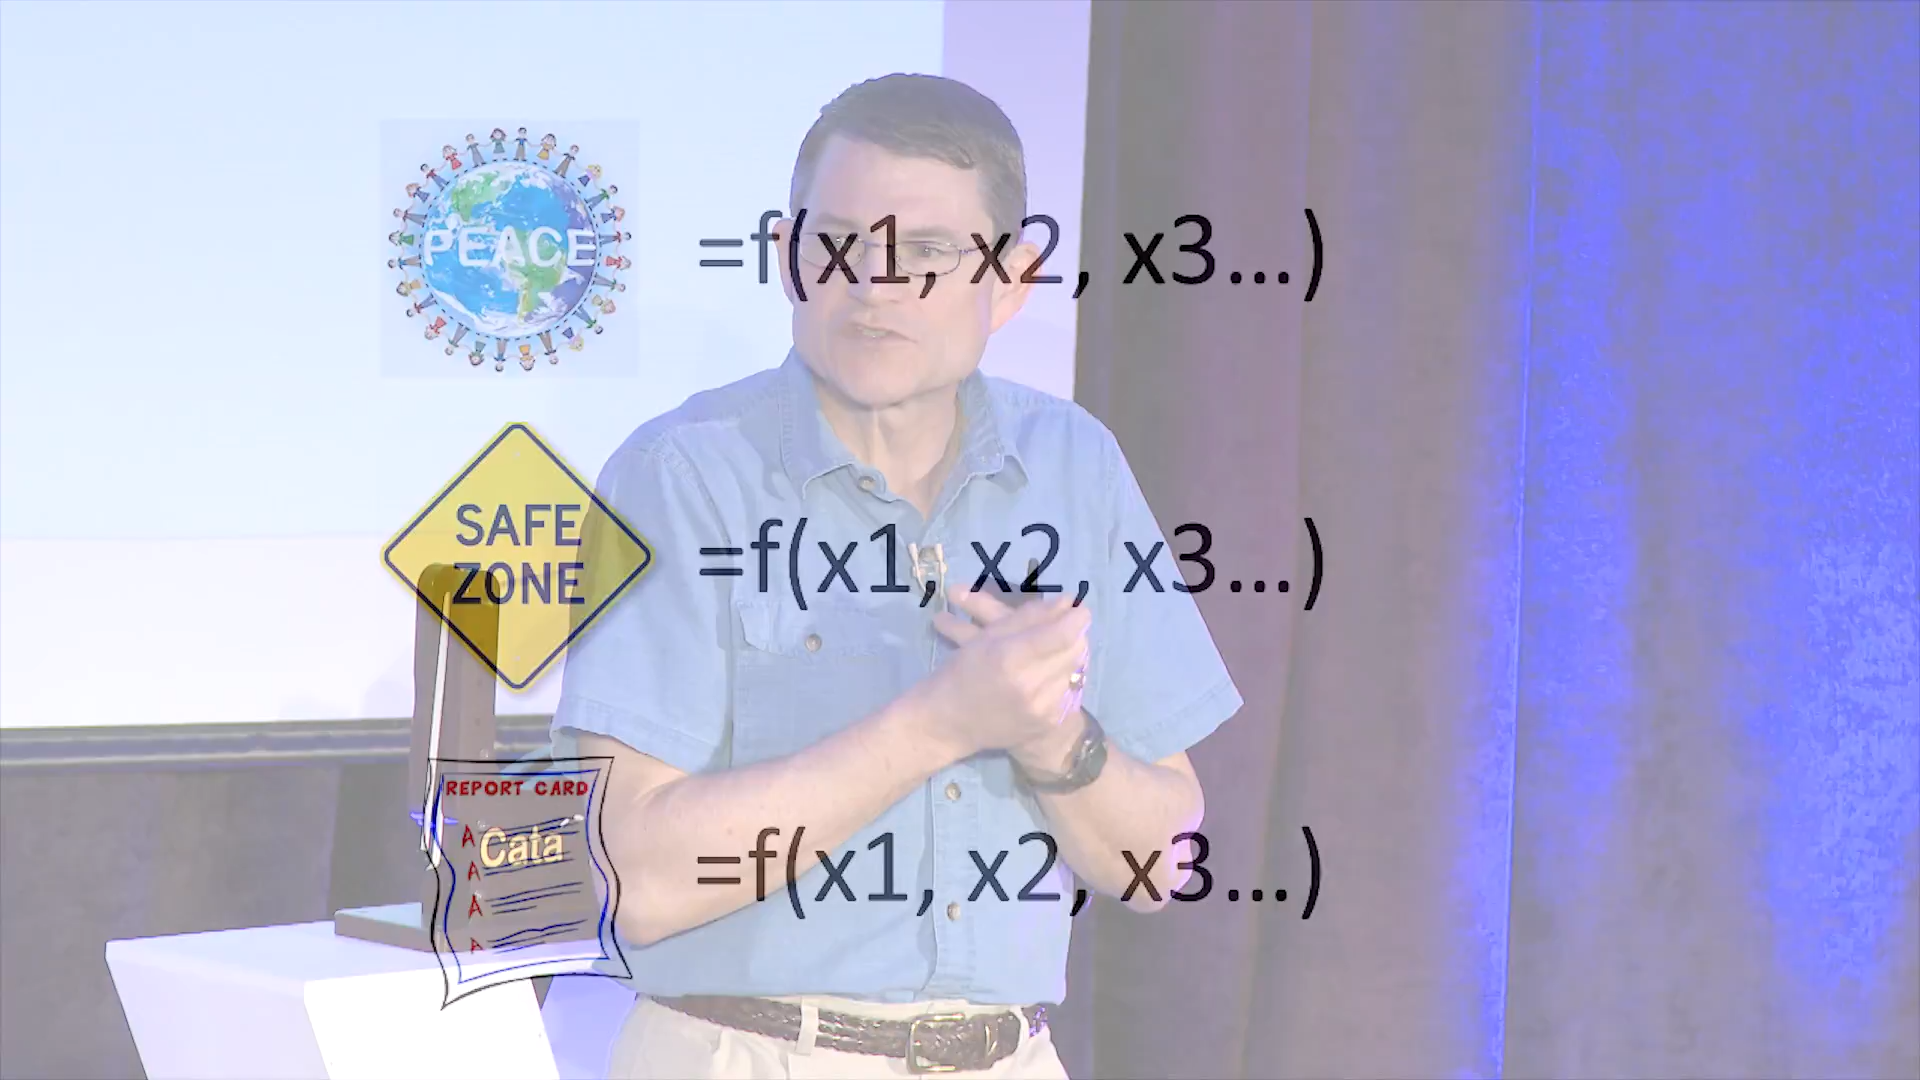 PEACE
=f(x1, x2, x3...)
SAFE
ZONE
=f(x1, x2, x3...)
REPORT CARD
A
Cata
A
A
A
=f(x1, x2, x3...)